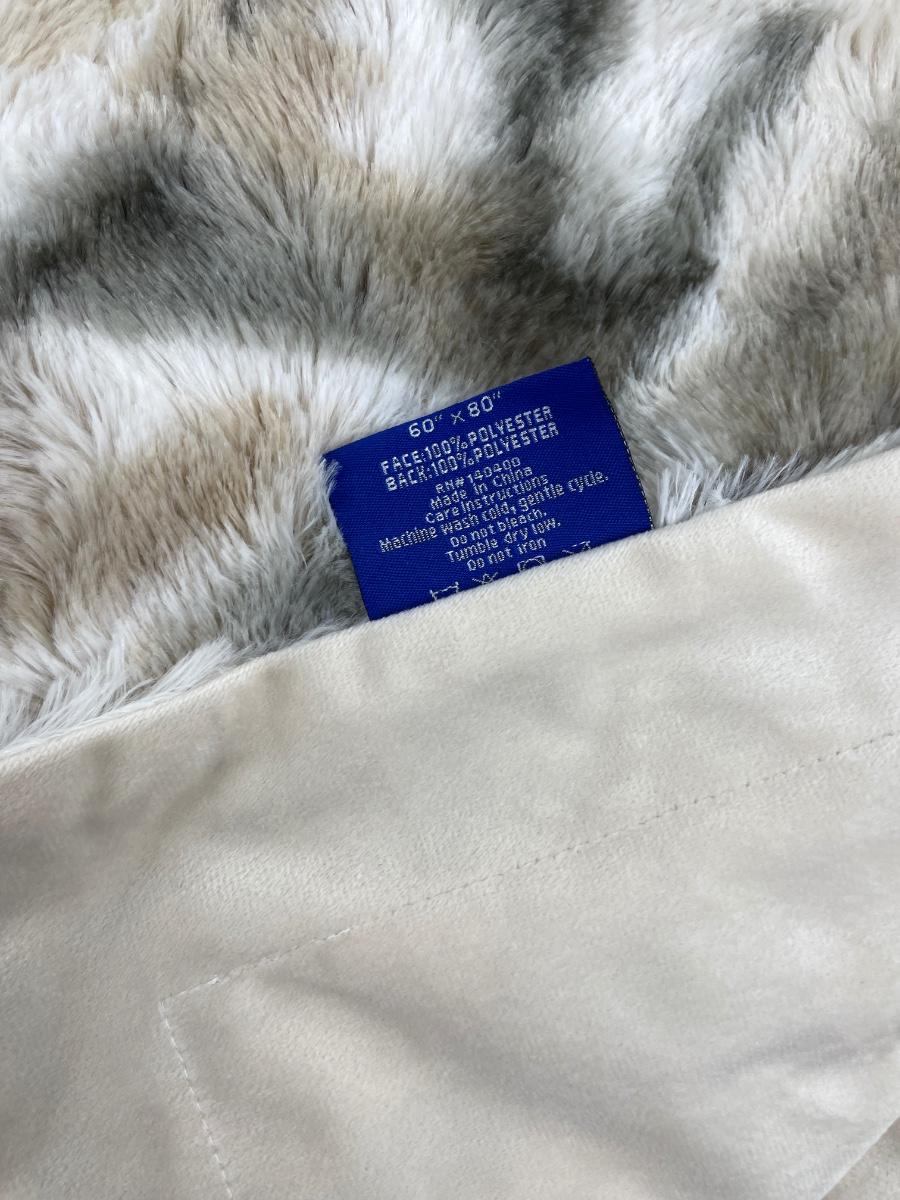 60" × 80"
FACE:100%POLYESTER
BACK:100%POLYESTER
RN#140400
Made in China
Care Instructions
Machine wash cold, gentle cycle.
Do not bleach.
Tumble dry low.
Do not iron